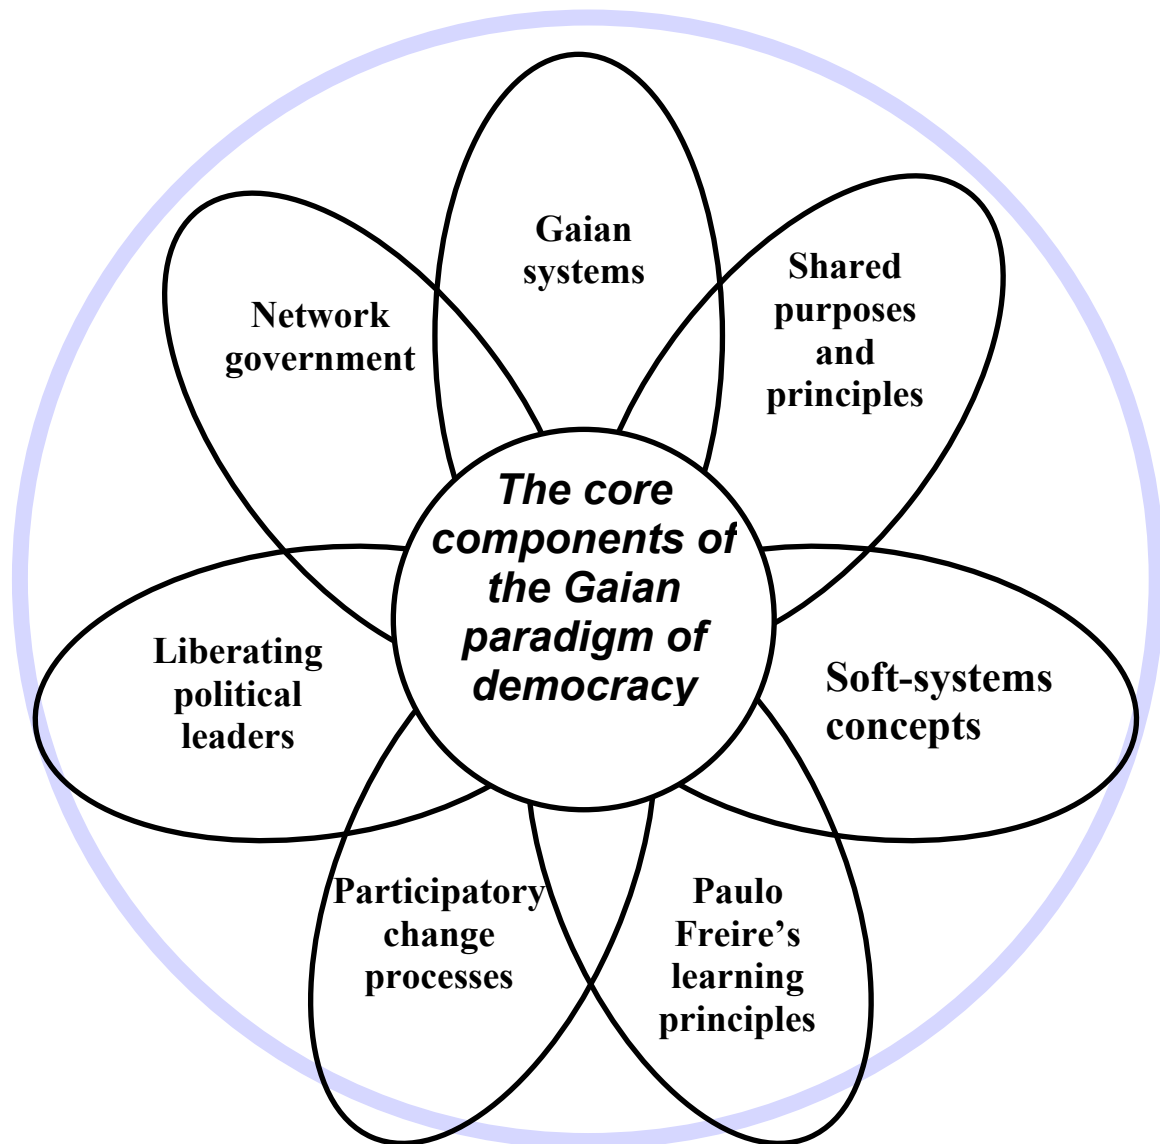 Gaian
systems
Shared
purposes
and
principles
Network
government
The core
components of
the Gaian
paradigm of
democracy
Liberating
political
leaders
Soft-systems
concepts
Participatory
change
processes
Paulo
Freire’s
learning
principles